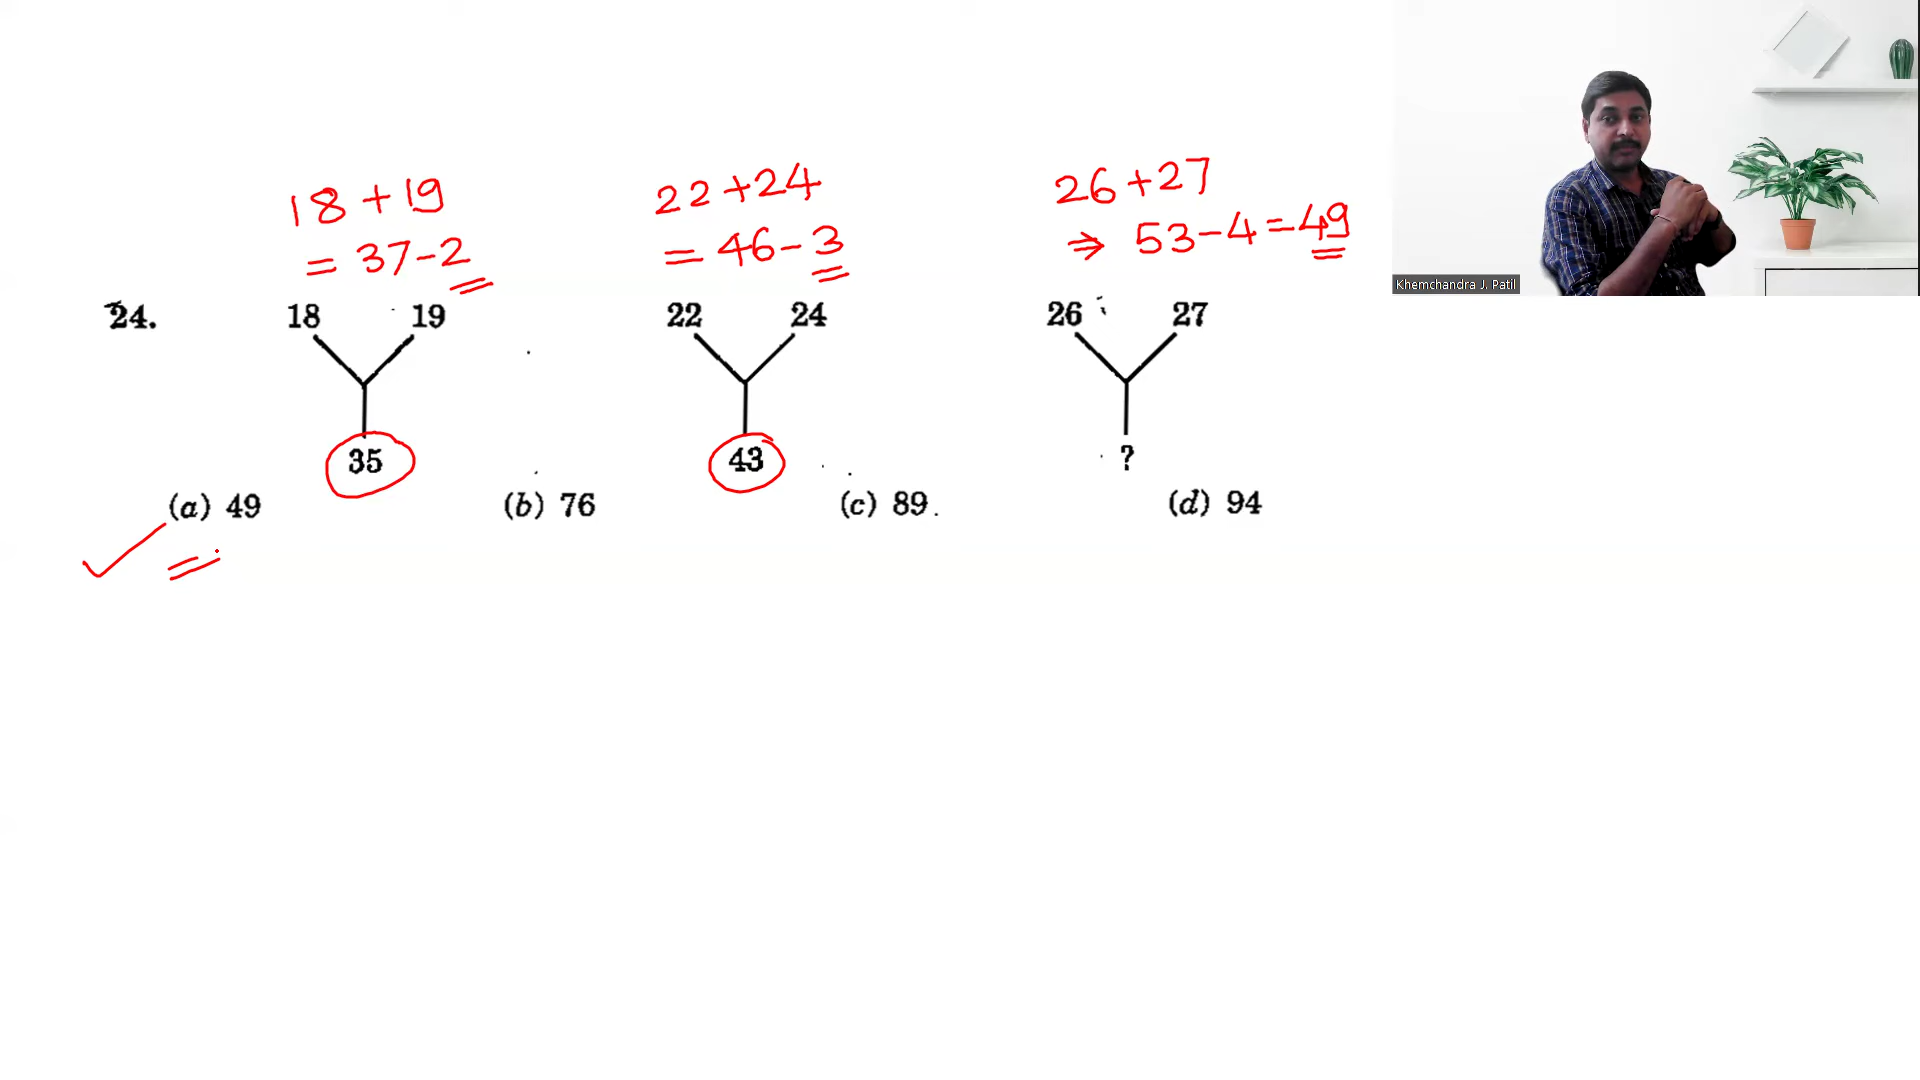 18 + 19
= 37 - 2
22 + 24
= 46 - 3
26 + 27
⇒ 53 - 4 = 49
Khemchandra J. Patil
24. 18 19 22 24 26 27
35 43 ?
(a) 49 (b) 76 (c) 89 (d) 94